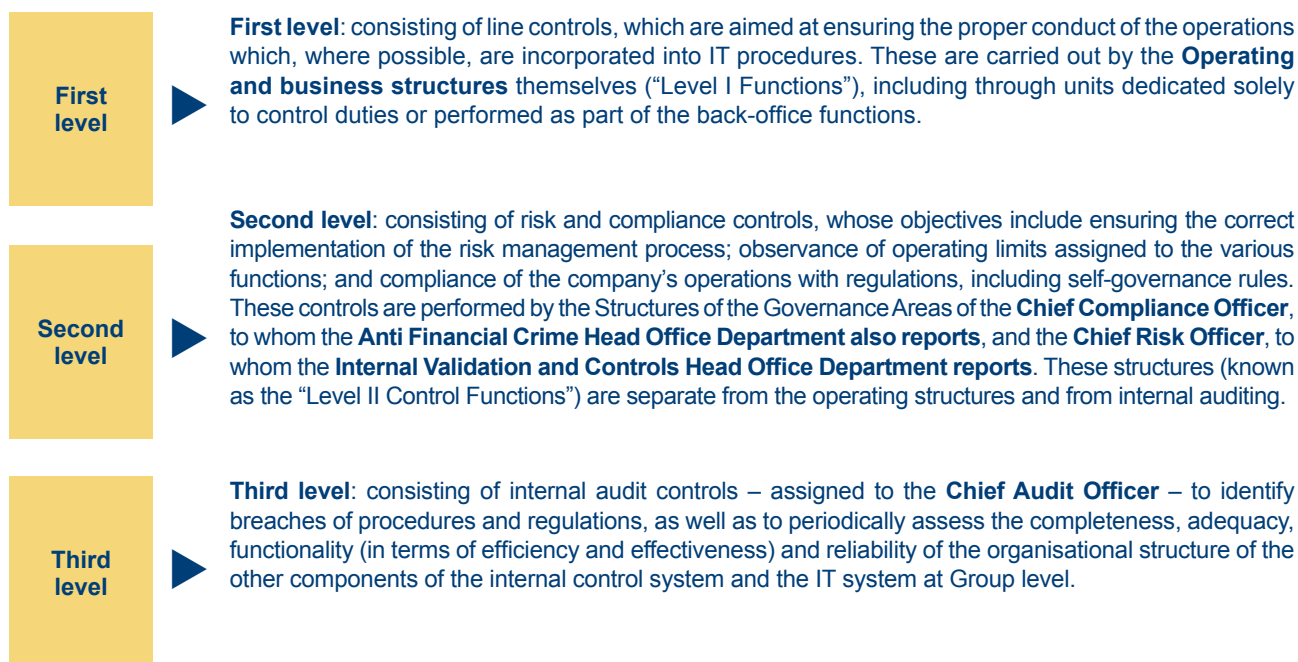 First
level
First level: consisting of line controls, which are aimed at ensuring the proper conduct of the operations
which, where possible, are incorporated into IT procedures. These are carried out by the Operating
and business structures themselves (“Level I Functions”), including through units dedicated solely
to control duties or performed as part of the back-office functions.
Second
level
Second level: consisting of risk and compliance controls, whose objectives include ensuring the correct
implementation of the risk management process; observance of operating limits assigned to the various
functions; and compliance of the company’s operations with regulations, including self-governance rules.
These controls are performed by the Structures of the Governance Areas of the Chief Compliance Officer,
to whom the Anti Financial Crime Head Office Department also reports, and the Chief Risk Officer, to
whom the Internal Validation and Controls Head Office Department reports. These structures (known
as the “Level II Control Functions”) are separate from the operating structures and from internal auditing.
Third
level
Third level: consisting of internal audit controls – assigned to the Chief Audit Officer – to identify
breaches of procedures and regulations, as well as to periodically assess the completeness, adequacy,
functionality (in terms of efficiency and effectiveness) and reliability of the organisational structure of the
other components of the internal control system and the IT system at Group level.